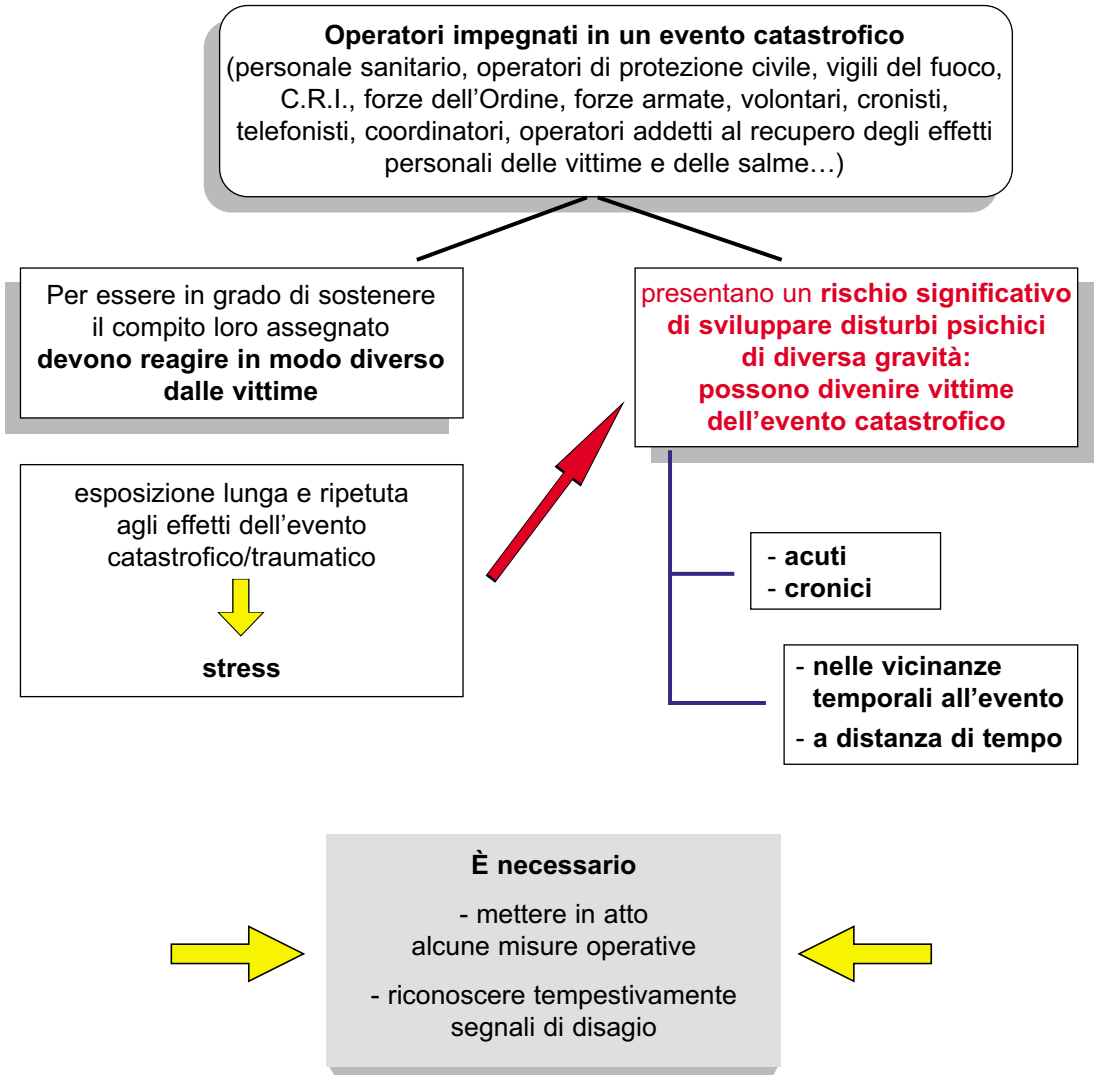 Operatori impegnati in un evento catastrofico
(personale sanitario, operatori di protezione civile, vigili del fuoco,
C.R.I., forze dell'Ordine, forze armate, volontari, cronisti,
telefonisti, coordinatori, operatori addetti al recupero degli effetti
personali delle vittime e delle salme…)
Per essere in grado di sostenere
il compito loro assegnato
devono reagire in modo diverso
dalle vittime
presentano un rischio significativo
di sviluppare disturbi psichici
di diversa gravità:
possono divenire vittime
dell'evento catastrofico
esposizione lunga e ripetuta
agli effetti dell'evento
catastrofico/traumatico
stress
- acuti
- cronici
- nelle vicinanze
temporali all'evento
- a distanza di tempo
È necessario
- mettere in atto
alcune misure operative
- riconoscere tempestivamente
segnali di disagio